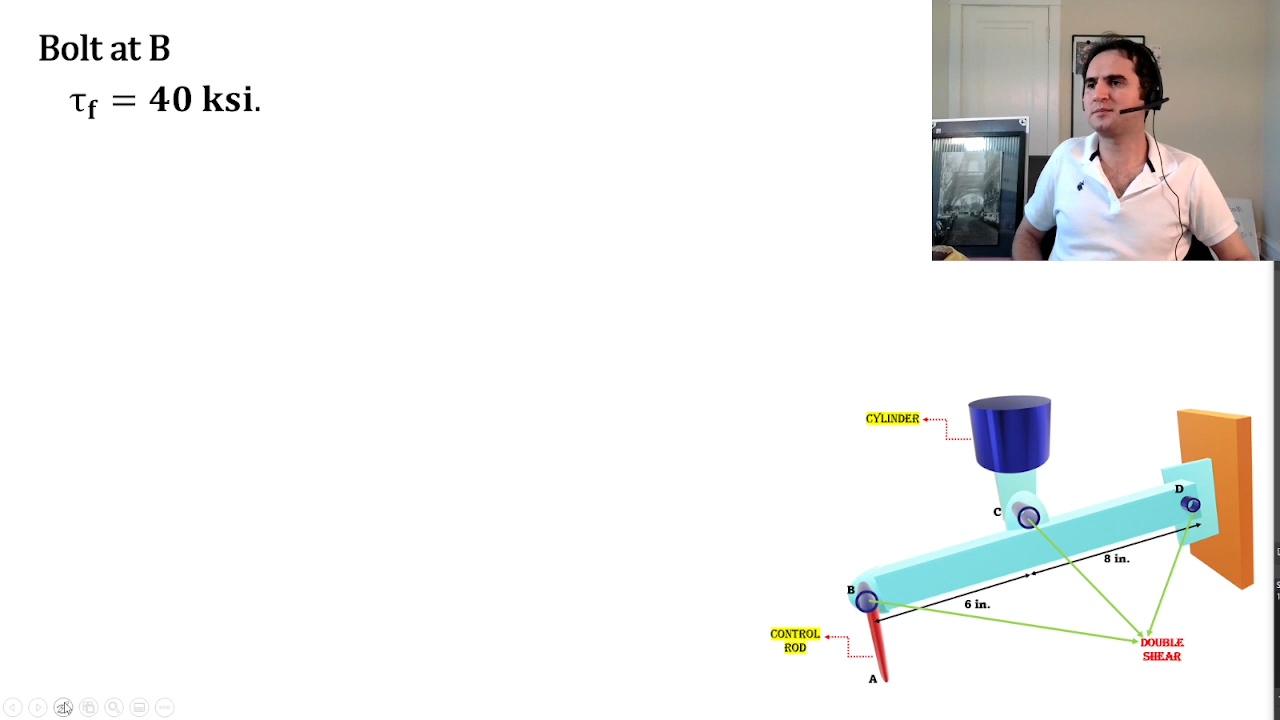 Bolt at B
τf = 40 ksi.
CYLINDER
C
D
8 in.
B
6 in.
CONTROL
ROD
DOUBLE
SHEAR
A